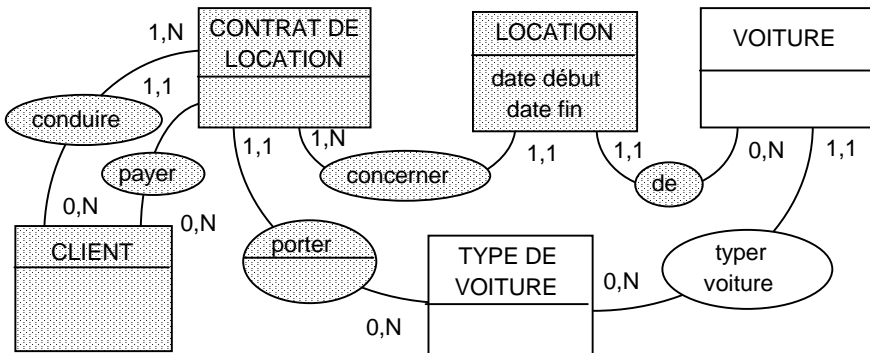 CONTRAT DE
LOCATION
LOCATION
date début
date fin
VOITURE
1,N
1,1
conduire
payer
1,1
1,N
concerner
1,1
1,1
de
0,N
1,1
0,N
0,N
CLIENT
porter
TYPE DE
VOITURE
typer
voiture
0,N
0,N